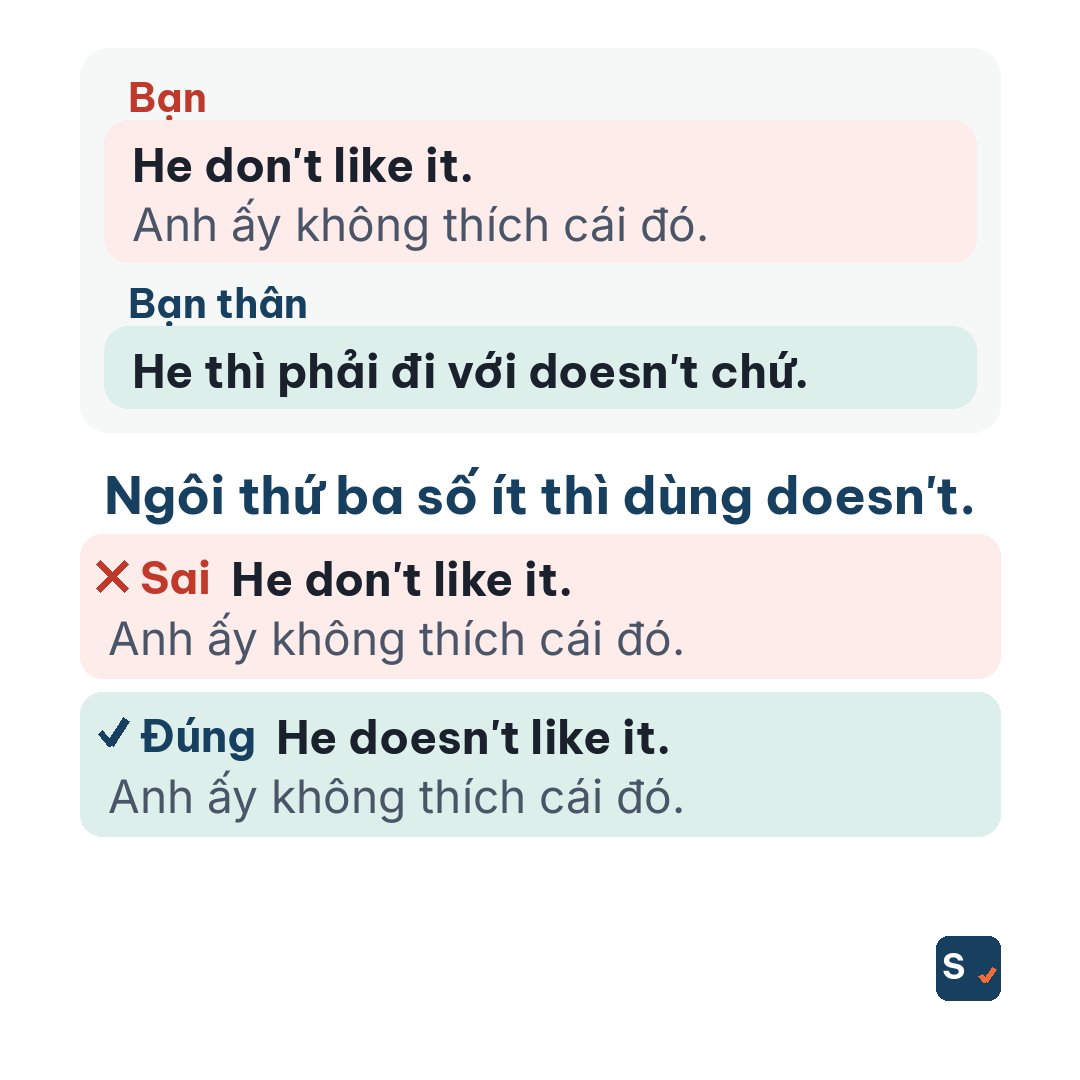 Bạn
He don't like it.
Anh ấy không thích cái đó.
Bạn thân
He thì phải đi với doesn't chứ.
Ngôi thứ ba số ít thì dùng doesn't.
Sai He don't like it.
Anh ấy không thích cái đó.
Đúng He doesn't like it.
Anh ấy không thích cái đó.
S